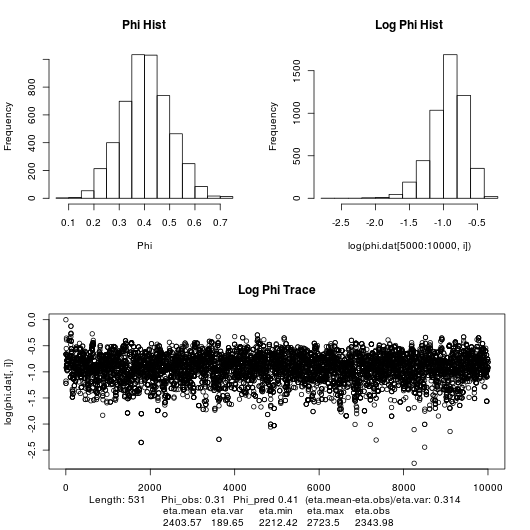 Phi Hist
Log Phi Hist
Frequency
0 200 400 600 800
0.1 0.2 0.3 0.4 0.5 0.6 0.7
Phi
Frequency
0 500 1000 1500
-2.5 -2.0 -1.5 -1.0 -0.5
log(phi.dat[5000:10000, i])
Log Phi Trace
log(phi.dat[, i])
0.0 -0.5 -1.0 -1.5 -2.0 -2.5
0 2000 4000 6000 8000 10000
Length: 531 Phi_obs: 0.31 Phi_pred 0.41 (eta.mean-eta.obs)/eta.var: 0.314
eta.mean eta.var eta.min eta.max eta.obs
2403.57 189.65 2212.42 2723.5 2343.98